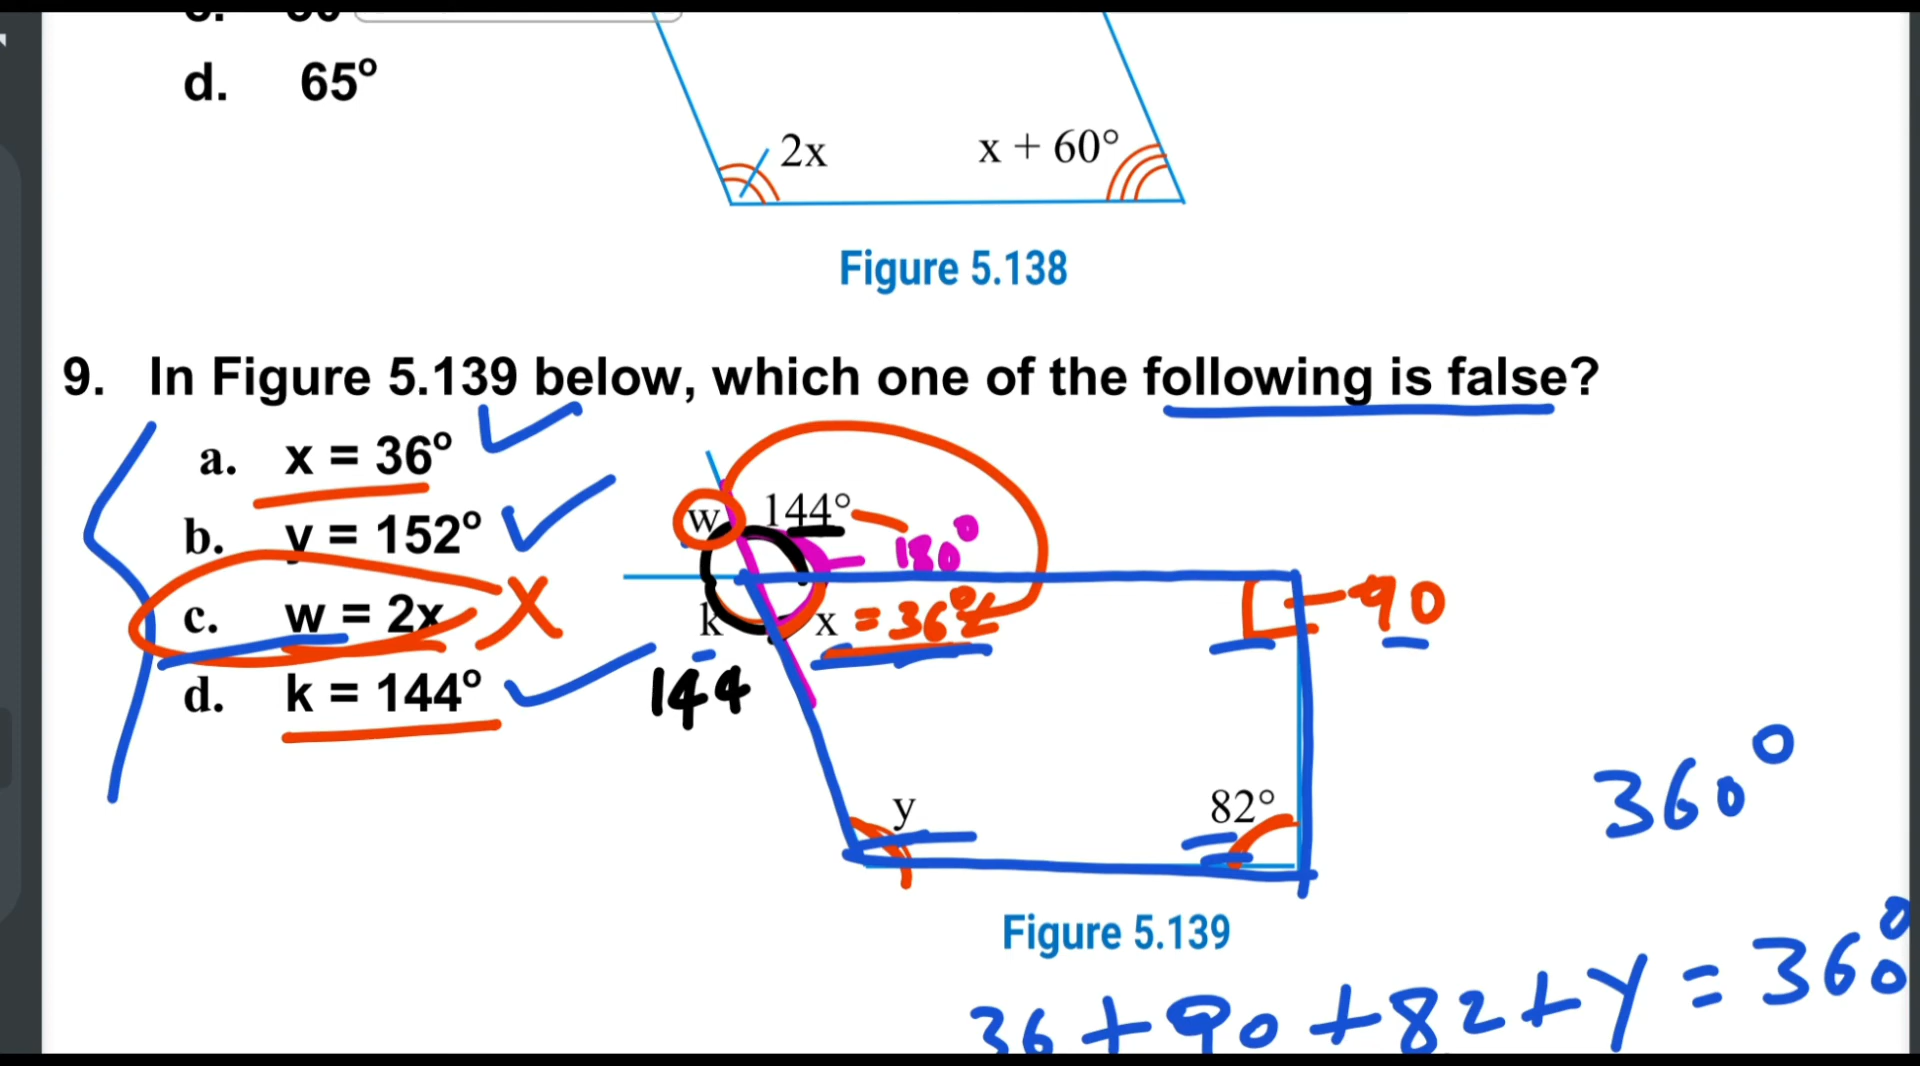 d. 65°
2x
x + 60°
Figure 5.138
9. In Figure 5.139 below, which one of the following is false?
a. x = 36°
b. y = 152°
c. w = 2x
d. k = 144°
w
144°
180°
k
x = 36°
90
144
y
82°
360°
Figure 5.139
36 + 90 + 82 + y = 360°